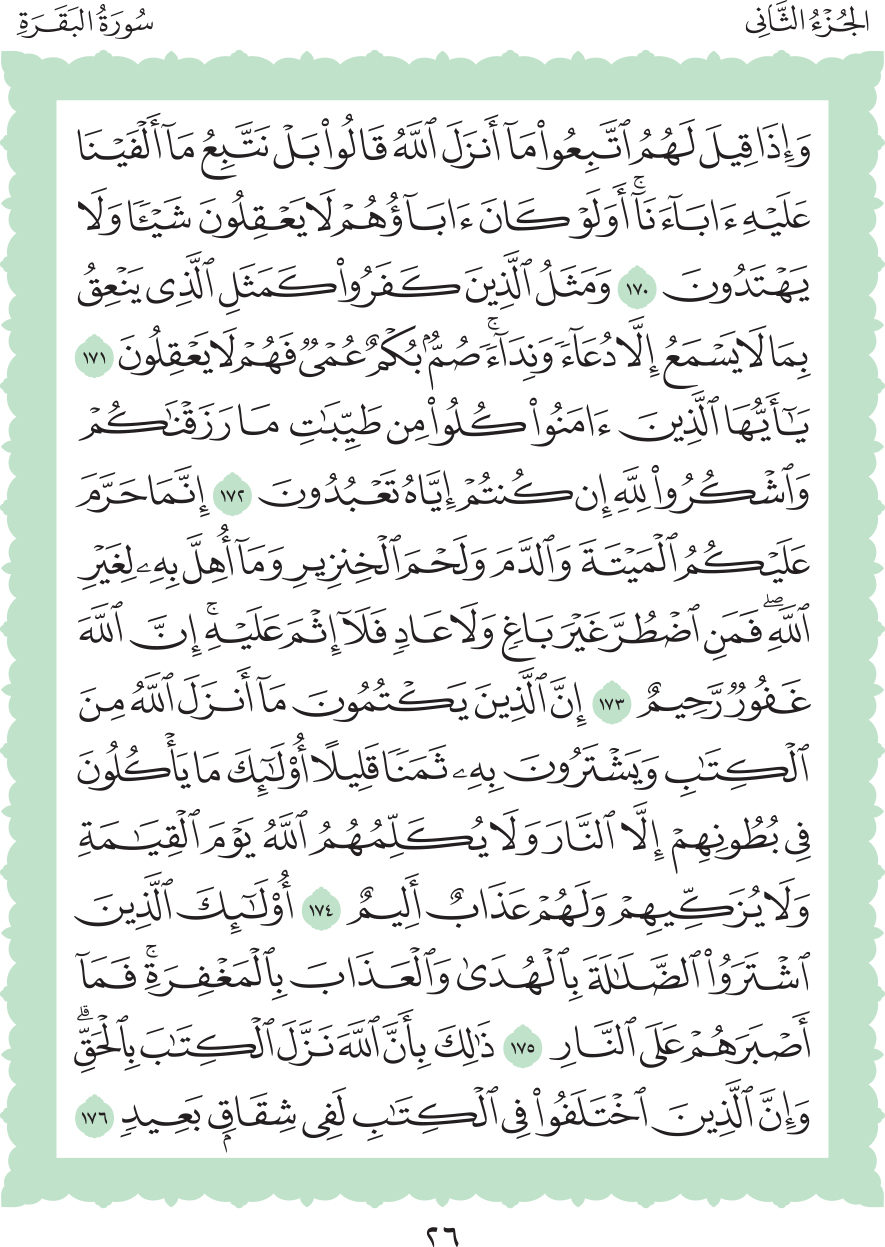 الجُزْءُ الثَّانِي
سُورَةُ البَقَرَةِ
وَإِذَا قِيلَ لَهُمُ ٱتَّبِعُوا۟ مَآ أَنزَلَ ٱللَّهُ قَالُوا۟ بَلْ نَتَّبِعُ مَآ أَلْفَيْنَا
عَلَيْهِ ءَابَآءَنَآ ۚ أَوَلَوْ كَانَ ءَابَآؤُهُمْ لَا يَعْقِلُونَ شَيْـًٔا وَلَا
يَهْتَدُونَ ١٧٠ وَمَثَلُ ٱلَّذِينَ كَفَرُوا۟ كَمَثَلِ ٱلَّذِى يَنْعِقُ
بِمَا لَا يَسْمَعُ إِلَّا دُعَآءً وَنِدَآءً ۚ صُمٌّۢ بُكْمٌ عُمْىٌ فَهُمْ لَا يَعْقِلُونَ ١٧١
يَـٰٓأَيُّهَا ٱلَّذِينَ ءَامَنُوا۟ كُلُوا۟ مِن طَيِّبَـٰتِ مَا رَزَقْنَـٰكُمْ
وَٱشْكُرُوا۟ لِلَّهِ إِن كُنتُمْ إِيَّاهُ تَعْبُدُونَ ١٧٢ إِنَّمَا حَرَّمَ
عَلَيْكُمُ ٱلْمَيْتَةَ وَٱلدَّمَ وَلَحْمَ ٱلْخِنزِيرِ وَمَآ أُهِلَّ بِهِۦ لِغَيْرِ
ٱللَّهِ ۖ فَمَنِ ٱضْطُرَّ غَيْرَ بَاغٍ وَلَا عَادٍ فَلَآ إِثْمَ عَلَيْهِ ۚ إِنَّ ٱللَّهَ
غَفُورٌ رَّحِيمٌ ١٧٣ إِنَّ ٱلَّذِينَ يَكْتُمُونَ مَآ أَنزَلَ ٱللَّهُ مِنَ
ٱلْكِتَـٰبِ وَيَشْتَرُونَ بِهِۦ ثَمَنًا قَلِيلًا أُو۟لَـٰٓئِكَ مَا يَأْكُلُونَ
فِى بُطُونِهِمْ إِلَّا ٱلنَّارَ وَلَا يُكَلِّمُهُمُ ٱللَّهُ يَوْمَ ٱلْقِيَـٰمَةِ
وَلَا يُزَكِّيهِمْ وَلَهُمْ عَذَابٌ أَلِيمٌ ١٧٤ أُو۟لَـٰٓئِكَ ٱلَّذِينَ
ٱشْتَرَوُا۟ ٱلضَّلَـٰلَةَ بِٱلْهُدَىٰ وَٱلْعَذَابَ بِٱلْمَغْفِرَةِ ۚ فَمَآ
أَصْبَرَهُمْ عَلَى ٱلنَّارِ ١٧٥ ذَٰلِكَ بِأَنَّ ٱللَّهَ نَزَّلَ ٱلْكِتَـٰبَ بِٱلْحَقِّ ۗ
وَإِنَّ ٱلَّذِينَ ٱخْتَلَفُوا۟ فِى ٱلْكِتَـٰبِ لَفِى شِقَاقٍۭ بَعِيدٍ ١٧٦
٢٦